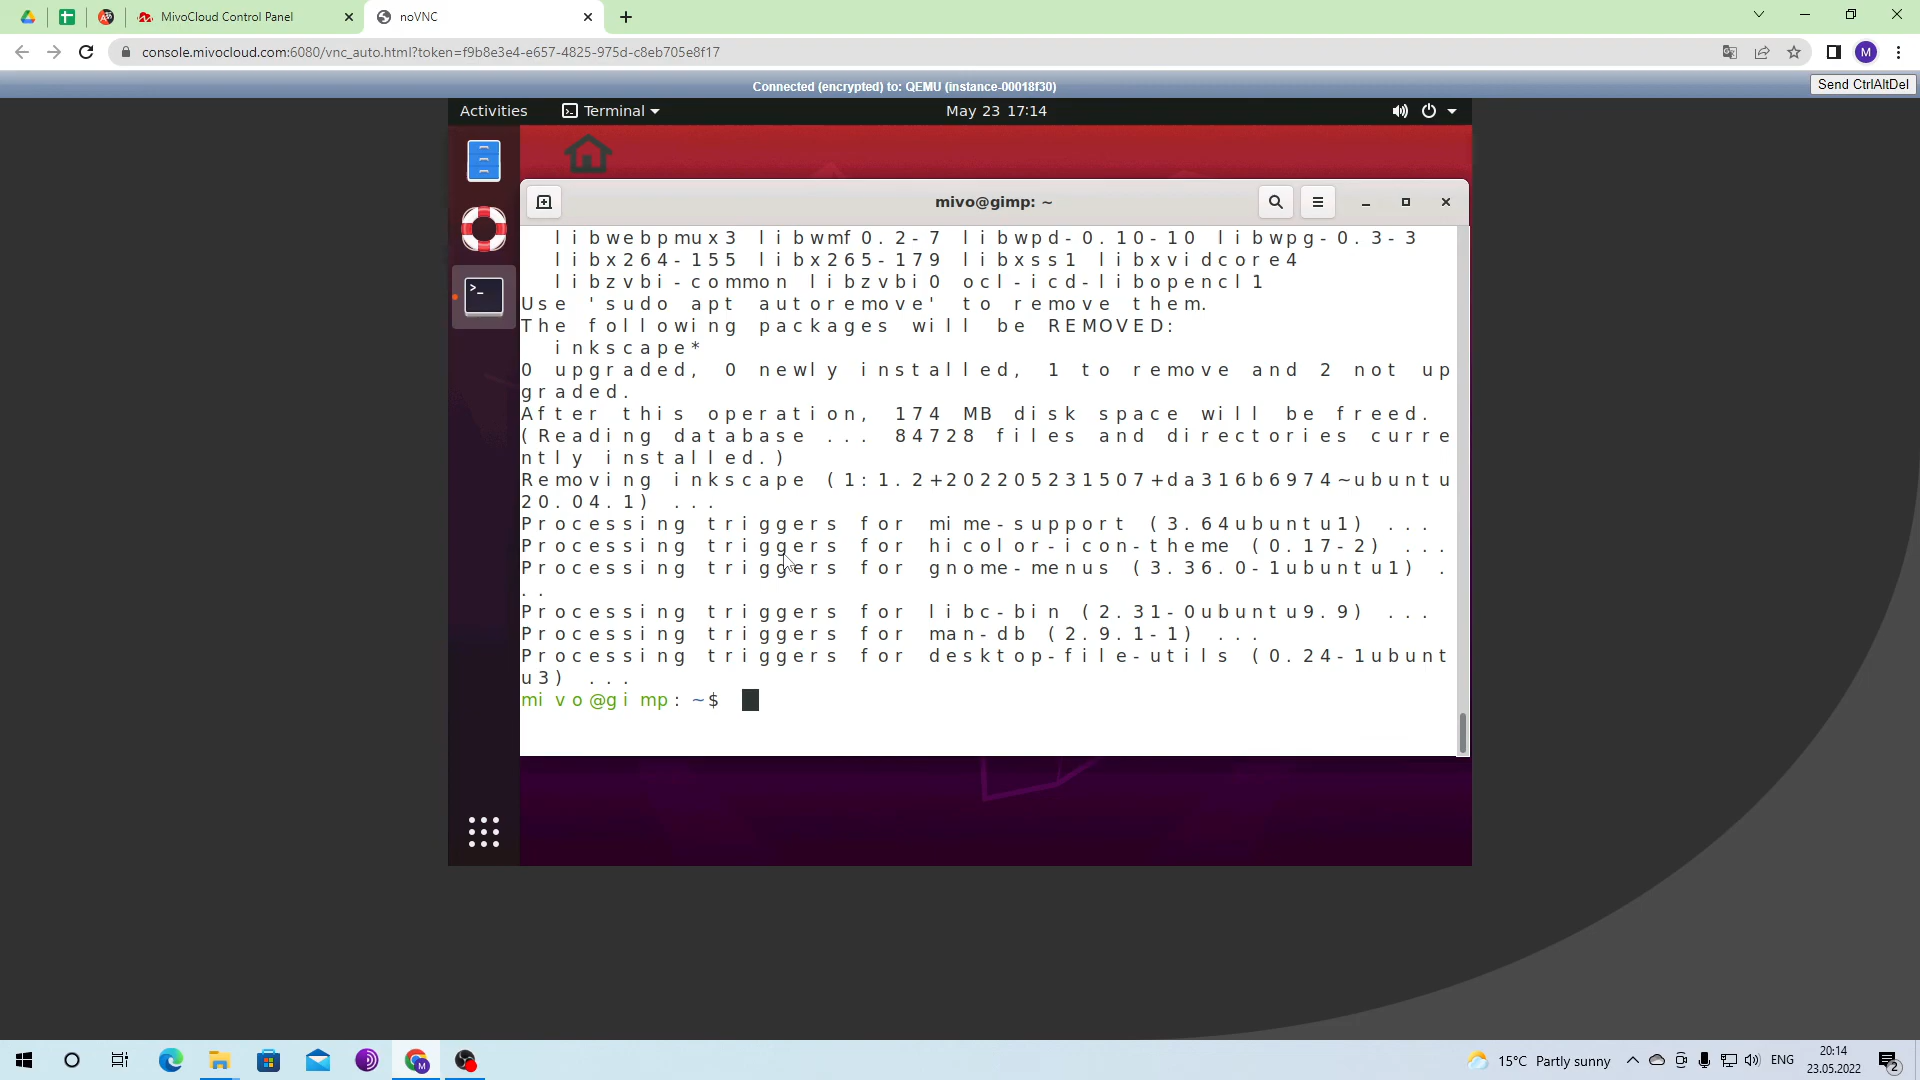 MivoCloud Control Panel
noVNC
console.mivocloud.com:6080/vnc_auto.html?token=f9b8e3e4-e657-4825-975d-c8eb705e8f17
M
Connected (encrypted) to: QEMU (instance-00018f30)
Send CtrlAltDel
Activities
Terminal
May 23 17:14
mivo@gimp: ~
libwebpmux3 libwmf0.2-7 libwpd-0.10-10 libwpg-0.3-3
libx264-155 libx265-179 libxss1 libxvidcore4
libzvbi-common libzvbi0 ocl-icd-libopencl1
Use 'sudo apt autoremove' to remove them.
The following packages will be REMOVED:
inkscape*
0 upgraded, 0 newly installed, 1 to remove and 2 not up
graded.
After this operation, 174 MB disk space will be freed.
(Reading database ... 84728 files and directories curre
ntly installed.)
Removing inkscape (1:1.2+202205231507+da316b6974~ubuntu
20.04.1) ...
Processing triggers for mime-support (3.64ubuntu1) ...
Processing triggers for hicolor-icon-theme (0.17-2) ...
Processing triggers for gnome-menus (3.36.0-1ubuntu1) .
..
Processing triggers for libc-bin (2.31-0ubuntu9.9) ...
Processing triggers for man-db (2.9.1-1) ...
Processing triggers for desktop-file-utils (0.24-1ubunt
u3) ...
mivo@gimp:~$
15°C Partly sunny
ENG
20:14
23.05.2022
2